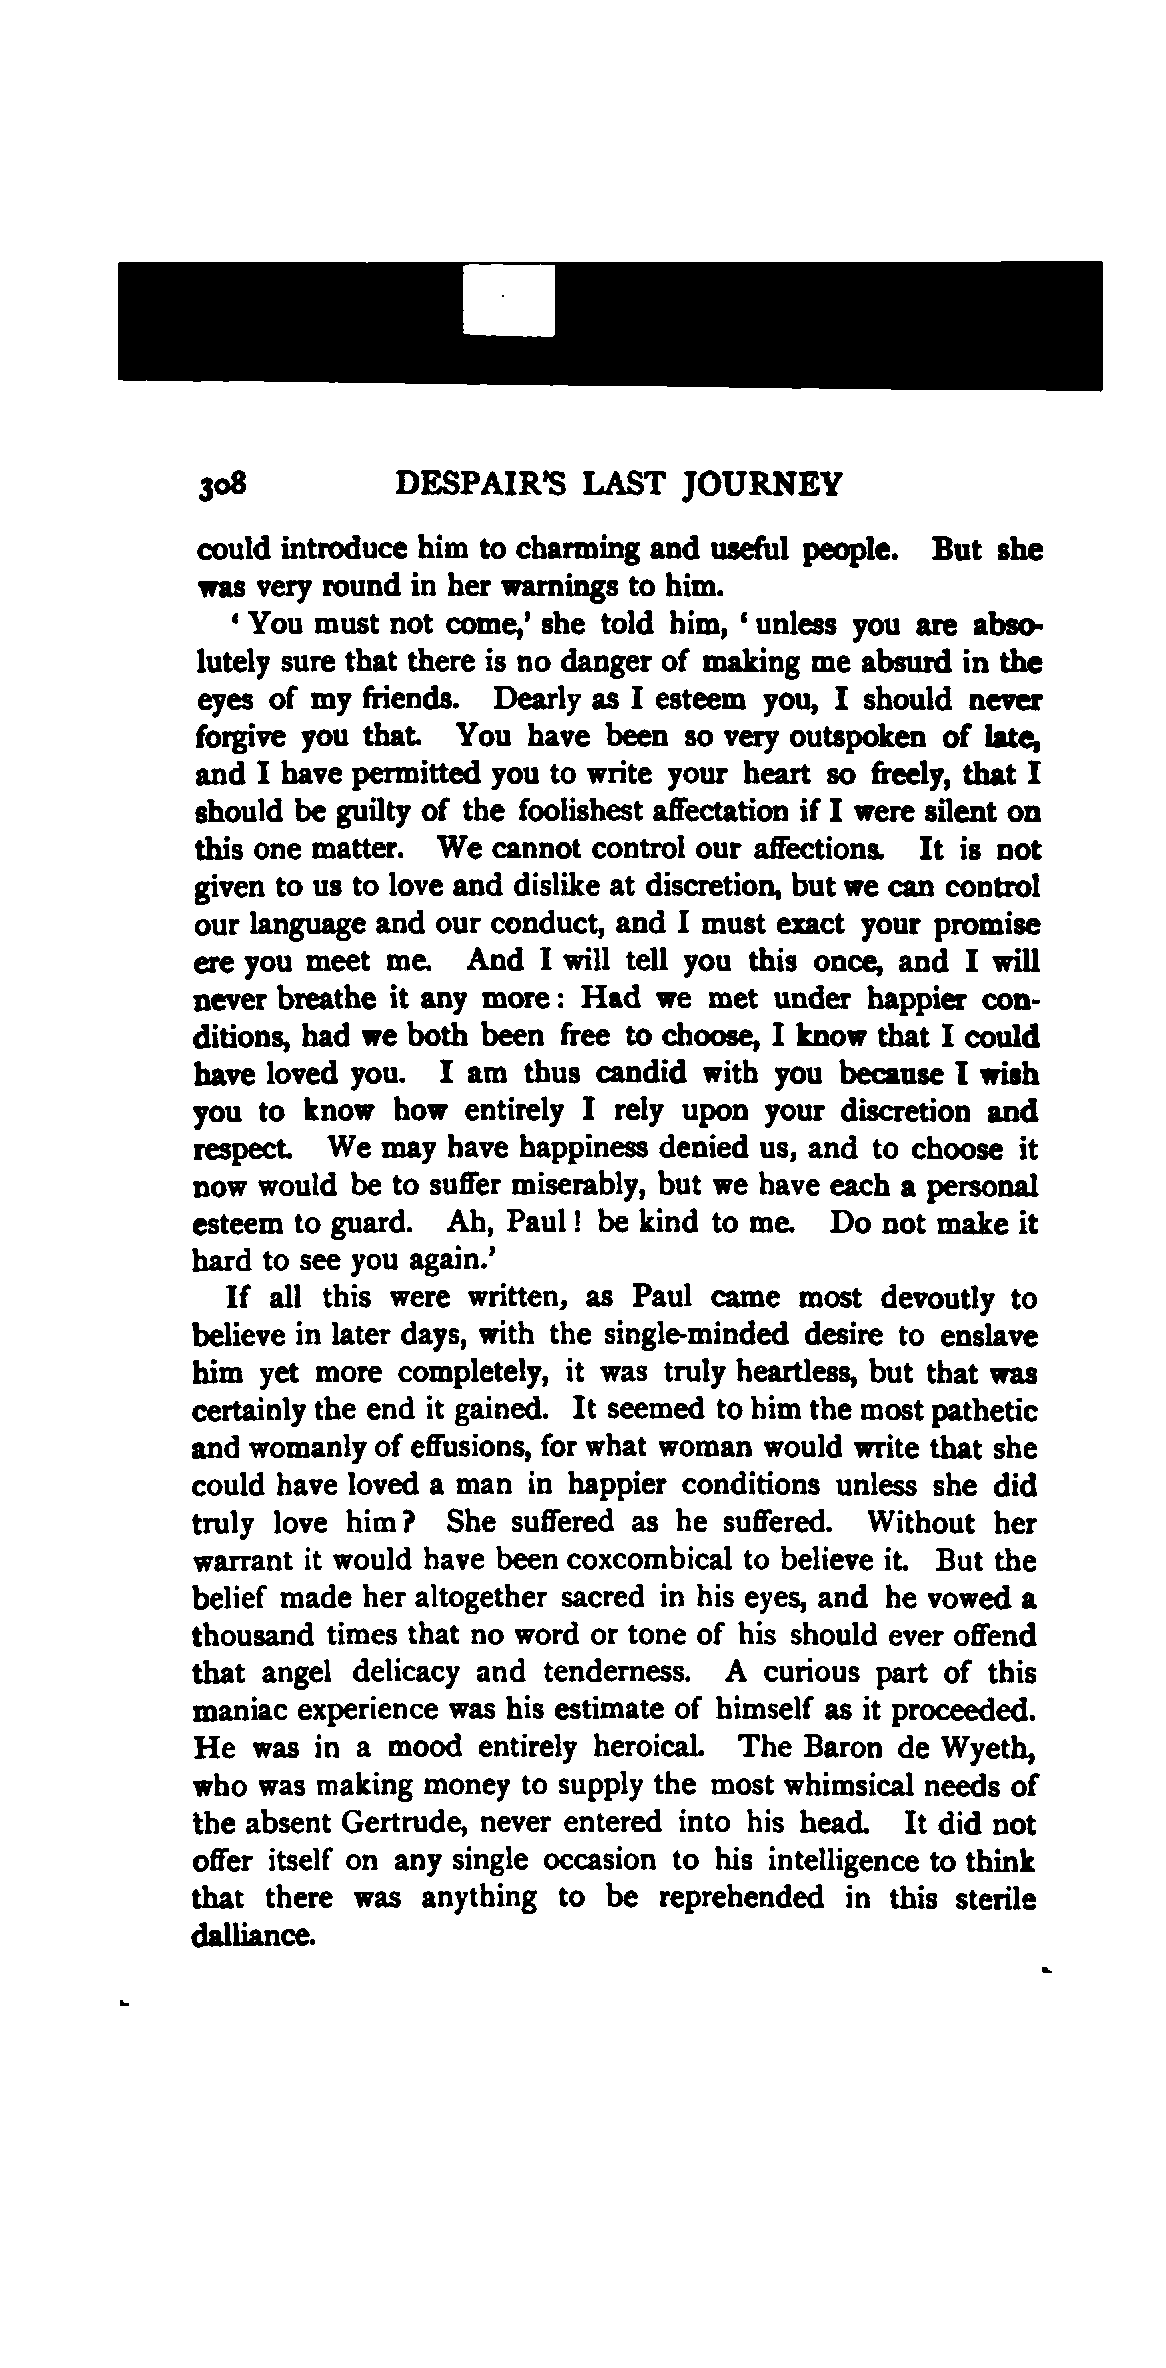 308 DESPAIR'S LAST JOURNEY
could introduce him to charming and useful people. But she
was very round in her warnings to him.
‘You must not come,’ she told him, ‘unless you are abso-
lutely sure that there is no danger of making me absurd in the
eyes of my friends. Dearly as I esteem you, I should never
forgive you that. You have been so very outspoken of late,
and I have permitted you to write your heart so freely, that I
should be guilty of the foolishest affectation if I were silent on
this one matter. We cannot control our affections. It is not
given to us to love and dislike at discretion, but we can control
our language and our conduct, and I must exact your promise
ere you meet me. And I will tell you this once, and I will
never breathe it any more: Had we met under happier con-
ditions, had we both been free to choose, I know that I could
have loved you. I am thus candid with you because I wish
you to know how entirely I rely upon your discretion and
respect. We may have happiness denied us, and to choose it
now would be to suffer miserably, but we have each a personal
esteem to guard. Ah, Paul! be kind to me. Do not make it
hard to see you again.’
If all this were written, as Paul came most devoutly to
believe in later days, with the single-minded desire to enslave
him yet more completely, it was truly heartless, but that was
certainly the end it gained. It seemed to him the most pathetic
and womanly of effusions, for what woman would write that she
could have loved a man in happier conditions unless she did
truly love him? She suffered as he suffered. Without her
warrant it would have been coxcombical to believe it. But the
belief made her altogether sacred in his eyes, and he vowed a
thousand times that no word or tone of his should ever offend
that angel delicacy and tenderness. A curious part of this
maniac experience was his estimate of himself as it proceeded.
He was in a mood entirely heroical. The Baron de Wyeth,
who was making money to supply the most whimsical needs of
the absent Gertrude, never entered into his head. It did not
offer itself on any single occasion to his intelligence to think
that there was anything to be reprehended in this sterile
dalliance.